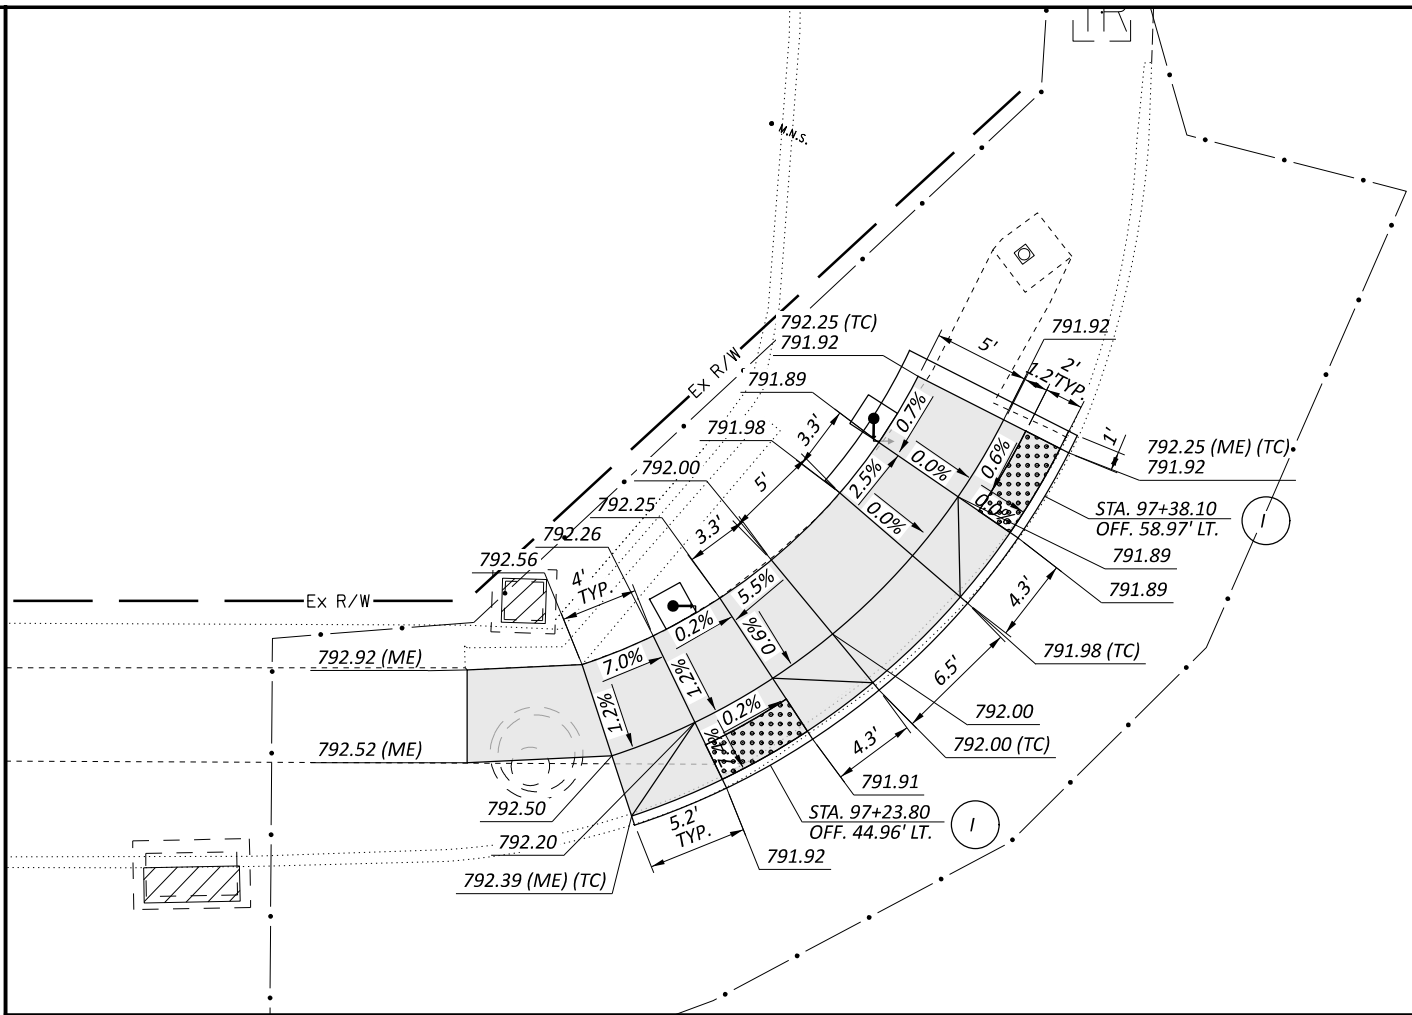 M.N.S.
792.25 (TC)
791.92
791.92
5'
2'
1.2'
TYP.
Ex R/W
791.89
0.7%
1'
3.3'
791.98
0.0%
0.6%
792.25 (ME) (TC)
791.92
2.5%
792.00
5'
0.0%
0.0%
STA. 97+38.10
OFF. 58.97' LT.
I
792.25
3.3'
792.26
791.89
792.56
4'
TYP.
5.5%
791.89
4.3'
Ex R/W
0.2%
0.6%
792.92 (ME)
7.0%
1.2%
791.98 (TC)
6.5'
1.2%
0.2%
792.00
792.52 (ME)
792.00 (TC)
4.3'
791.91
792.50
5.2'
TYP.
STA. 97+23.80
OFF. 44.96' LT.
I
792.20
791.92
792.39 (ME) (TC)